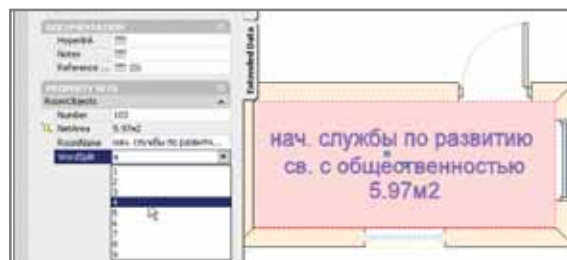 DOCUMENTATION
Hyperlink
Notes
Reference ... (0)
PROPERTY SETS
RoomObjects
Number 103
NetArea 5.97м2
RoomName нач. службы по развити...
WordSplit 4
1
2
3
4
5
6
7
8
9
Extended Data
нач. службы по развитию
св. с общественностью
5.97м2